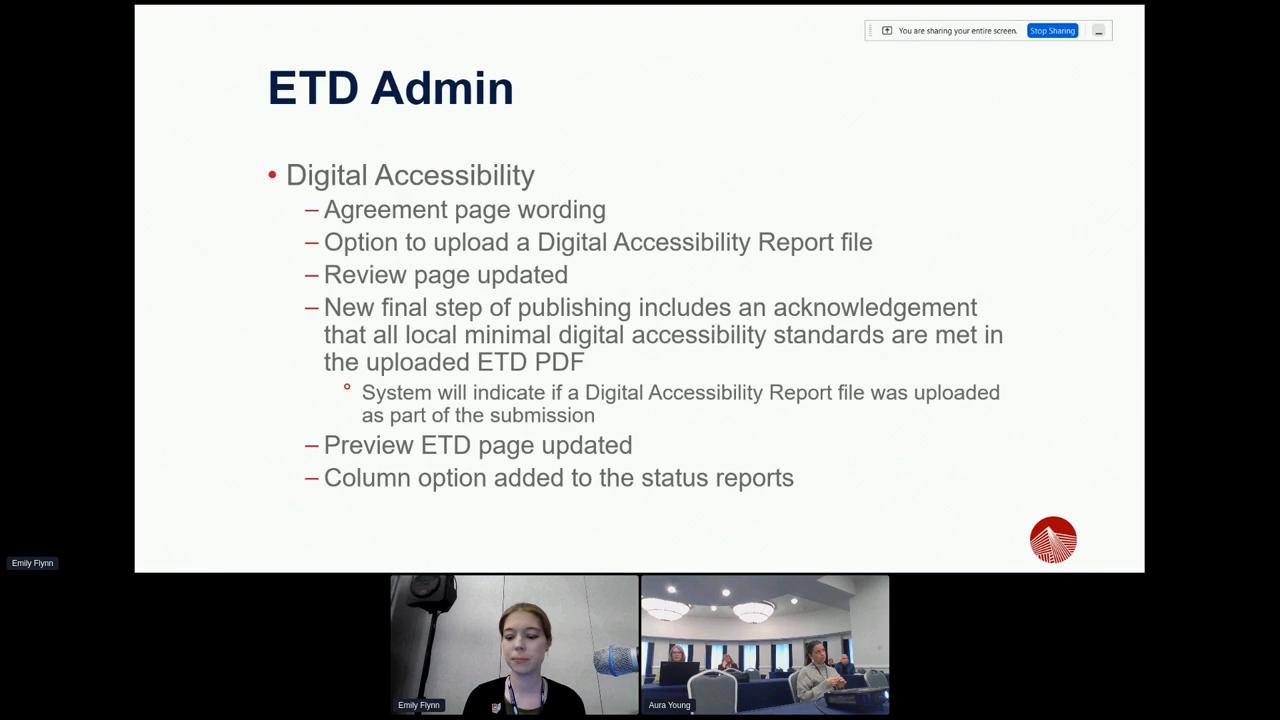 You are sharing your entire screen.
Stop Sharing
ETD Admin
• Digital Accessibility
– Agreement page wording
– Option to upload a Digital Accessibility Report file
– Review page updated
– New final step of publishing includes an acknowledgement
that all local minimal digital accessibility standards are met in
the uploaded ETD PDF
° System will indicate if a Digital Accessibility Report file was uploaded
as part of the submission
– Preview ETD page updated
– Column option added to the status reports
Emily Flynn
Emily Flynn
Aura Young